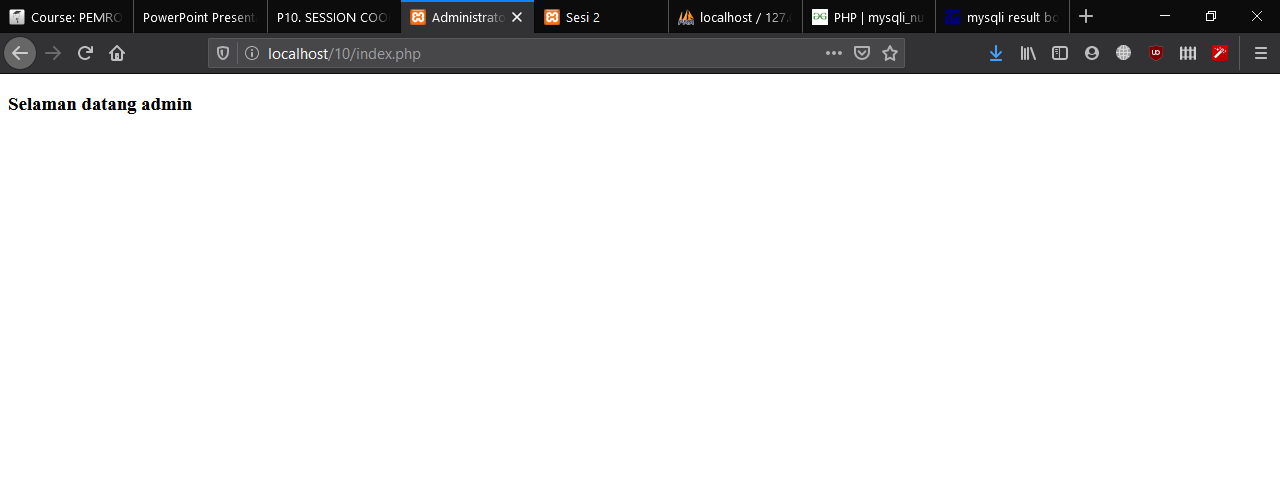 Course: PEMRO
PowerPoint Present
P10. SESSION COO
Administrato
Sesi 2
localhost / 127.
PHP | mysqli_nu
mysqli result bo
localhost/10/index.php
Selaman datang admin